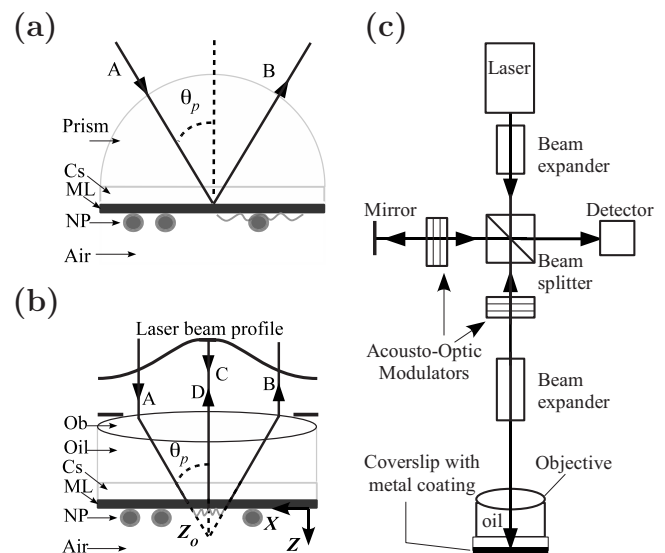 (a)
A
B
θp
Prism
Cs
ML
NP
Air
(b)
Laser beam profile
A
C
D
B
Ob
Oil
θp
Cs
ML
NP
Zo
X
Z
Air
(c)
Laser
Beam
expander
Mirror
Detector
Beam
splitter
Acousto-Optic
Modulators
Beam
expander
Coverslip with
metal coating
Objective
oil